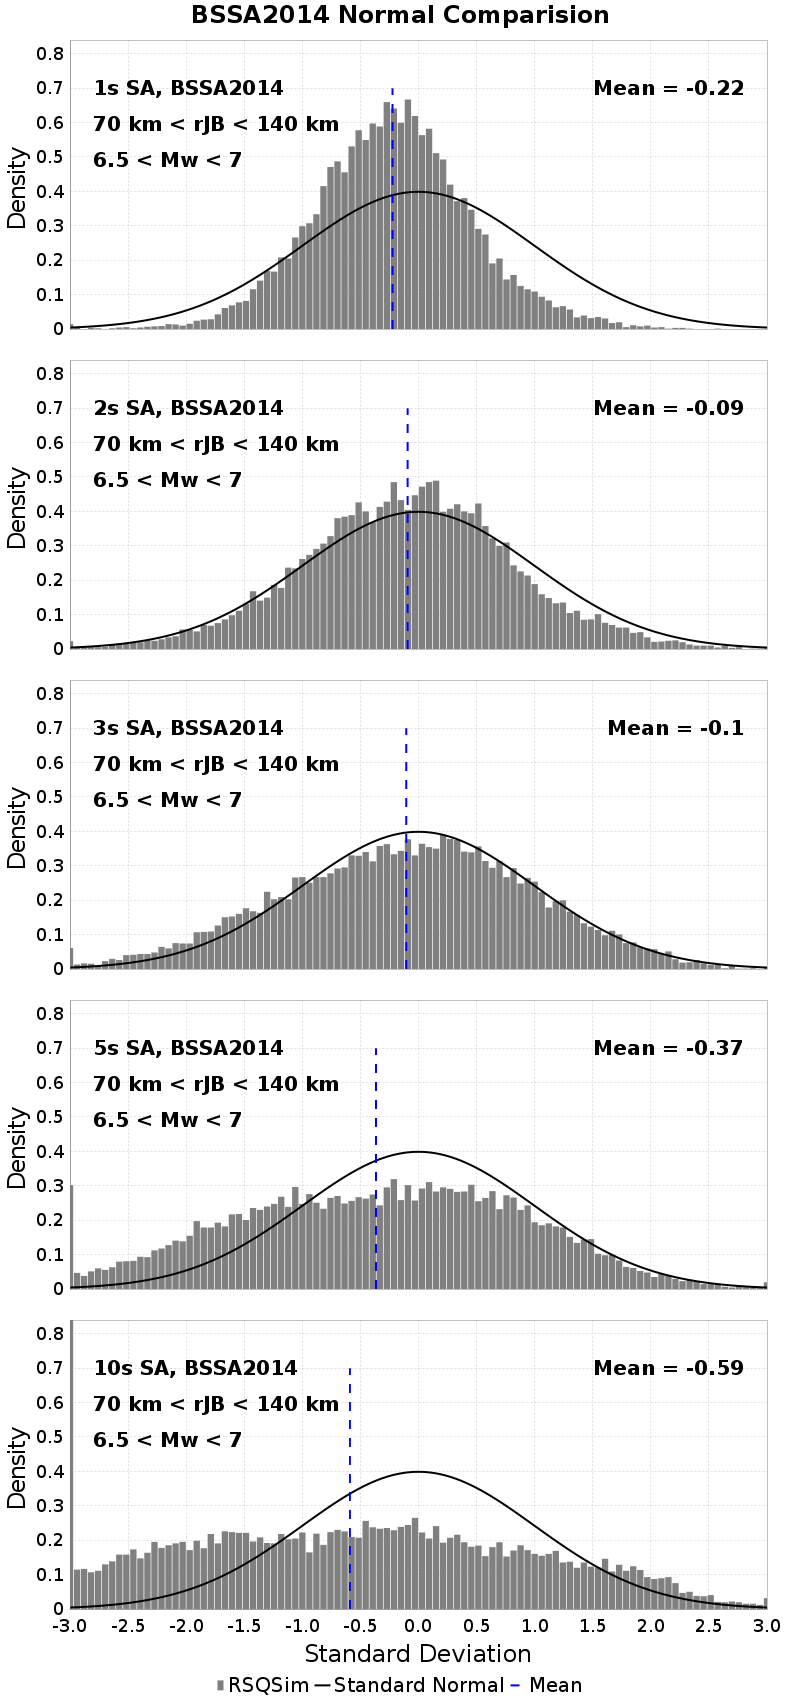 BSSA2014 Normal Comparision
0.8
0.7
0.6
0.5
0.4
0.3
0.2
0.1
0
Density
1s SA, BSSA2014
70 km < rJB < 140 km
6.5 < Mw < 7
Mean = -0.22
0.8
0.7
0.6
0.5
0.4
0.3
0.2
0.1
0
Density
2s SA, BSSA2014
70 km < rJB < 140 km
6.5 < Mw < 7
Mean = -0.09
0.8
0.7
0.6
0.5
0.4
0.3
0.2
0.1
0
Density
3s SA, BSSA2014
70 km < rJB < 140 km
6.5 < Mw < 7
Mean = -0.1
0.8
0.7
0.6
0.5
0.4
0.3
0.2
0.1
0
Density
5s SA, BSSA2014
70 km < rJB < 140 km
6.5 < Mw < 7
Mean = -0.37
0.8
0.7
0.6
0.5
0.4
0.3
0.2
0.1
0
Density
10s SA, BSSA2014
70 km < rJB < 140 km
6.5 < Mw < 7
Mean = -0.59
-3.0 -2.5 -2.0 -1.5 -1.0 -0.5 0.0 0.5 1.0 1.5 2.0 2.5 3.0
Standard Deviation
RSQSim Standard Normal Mean